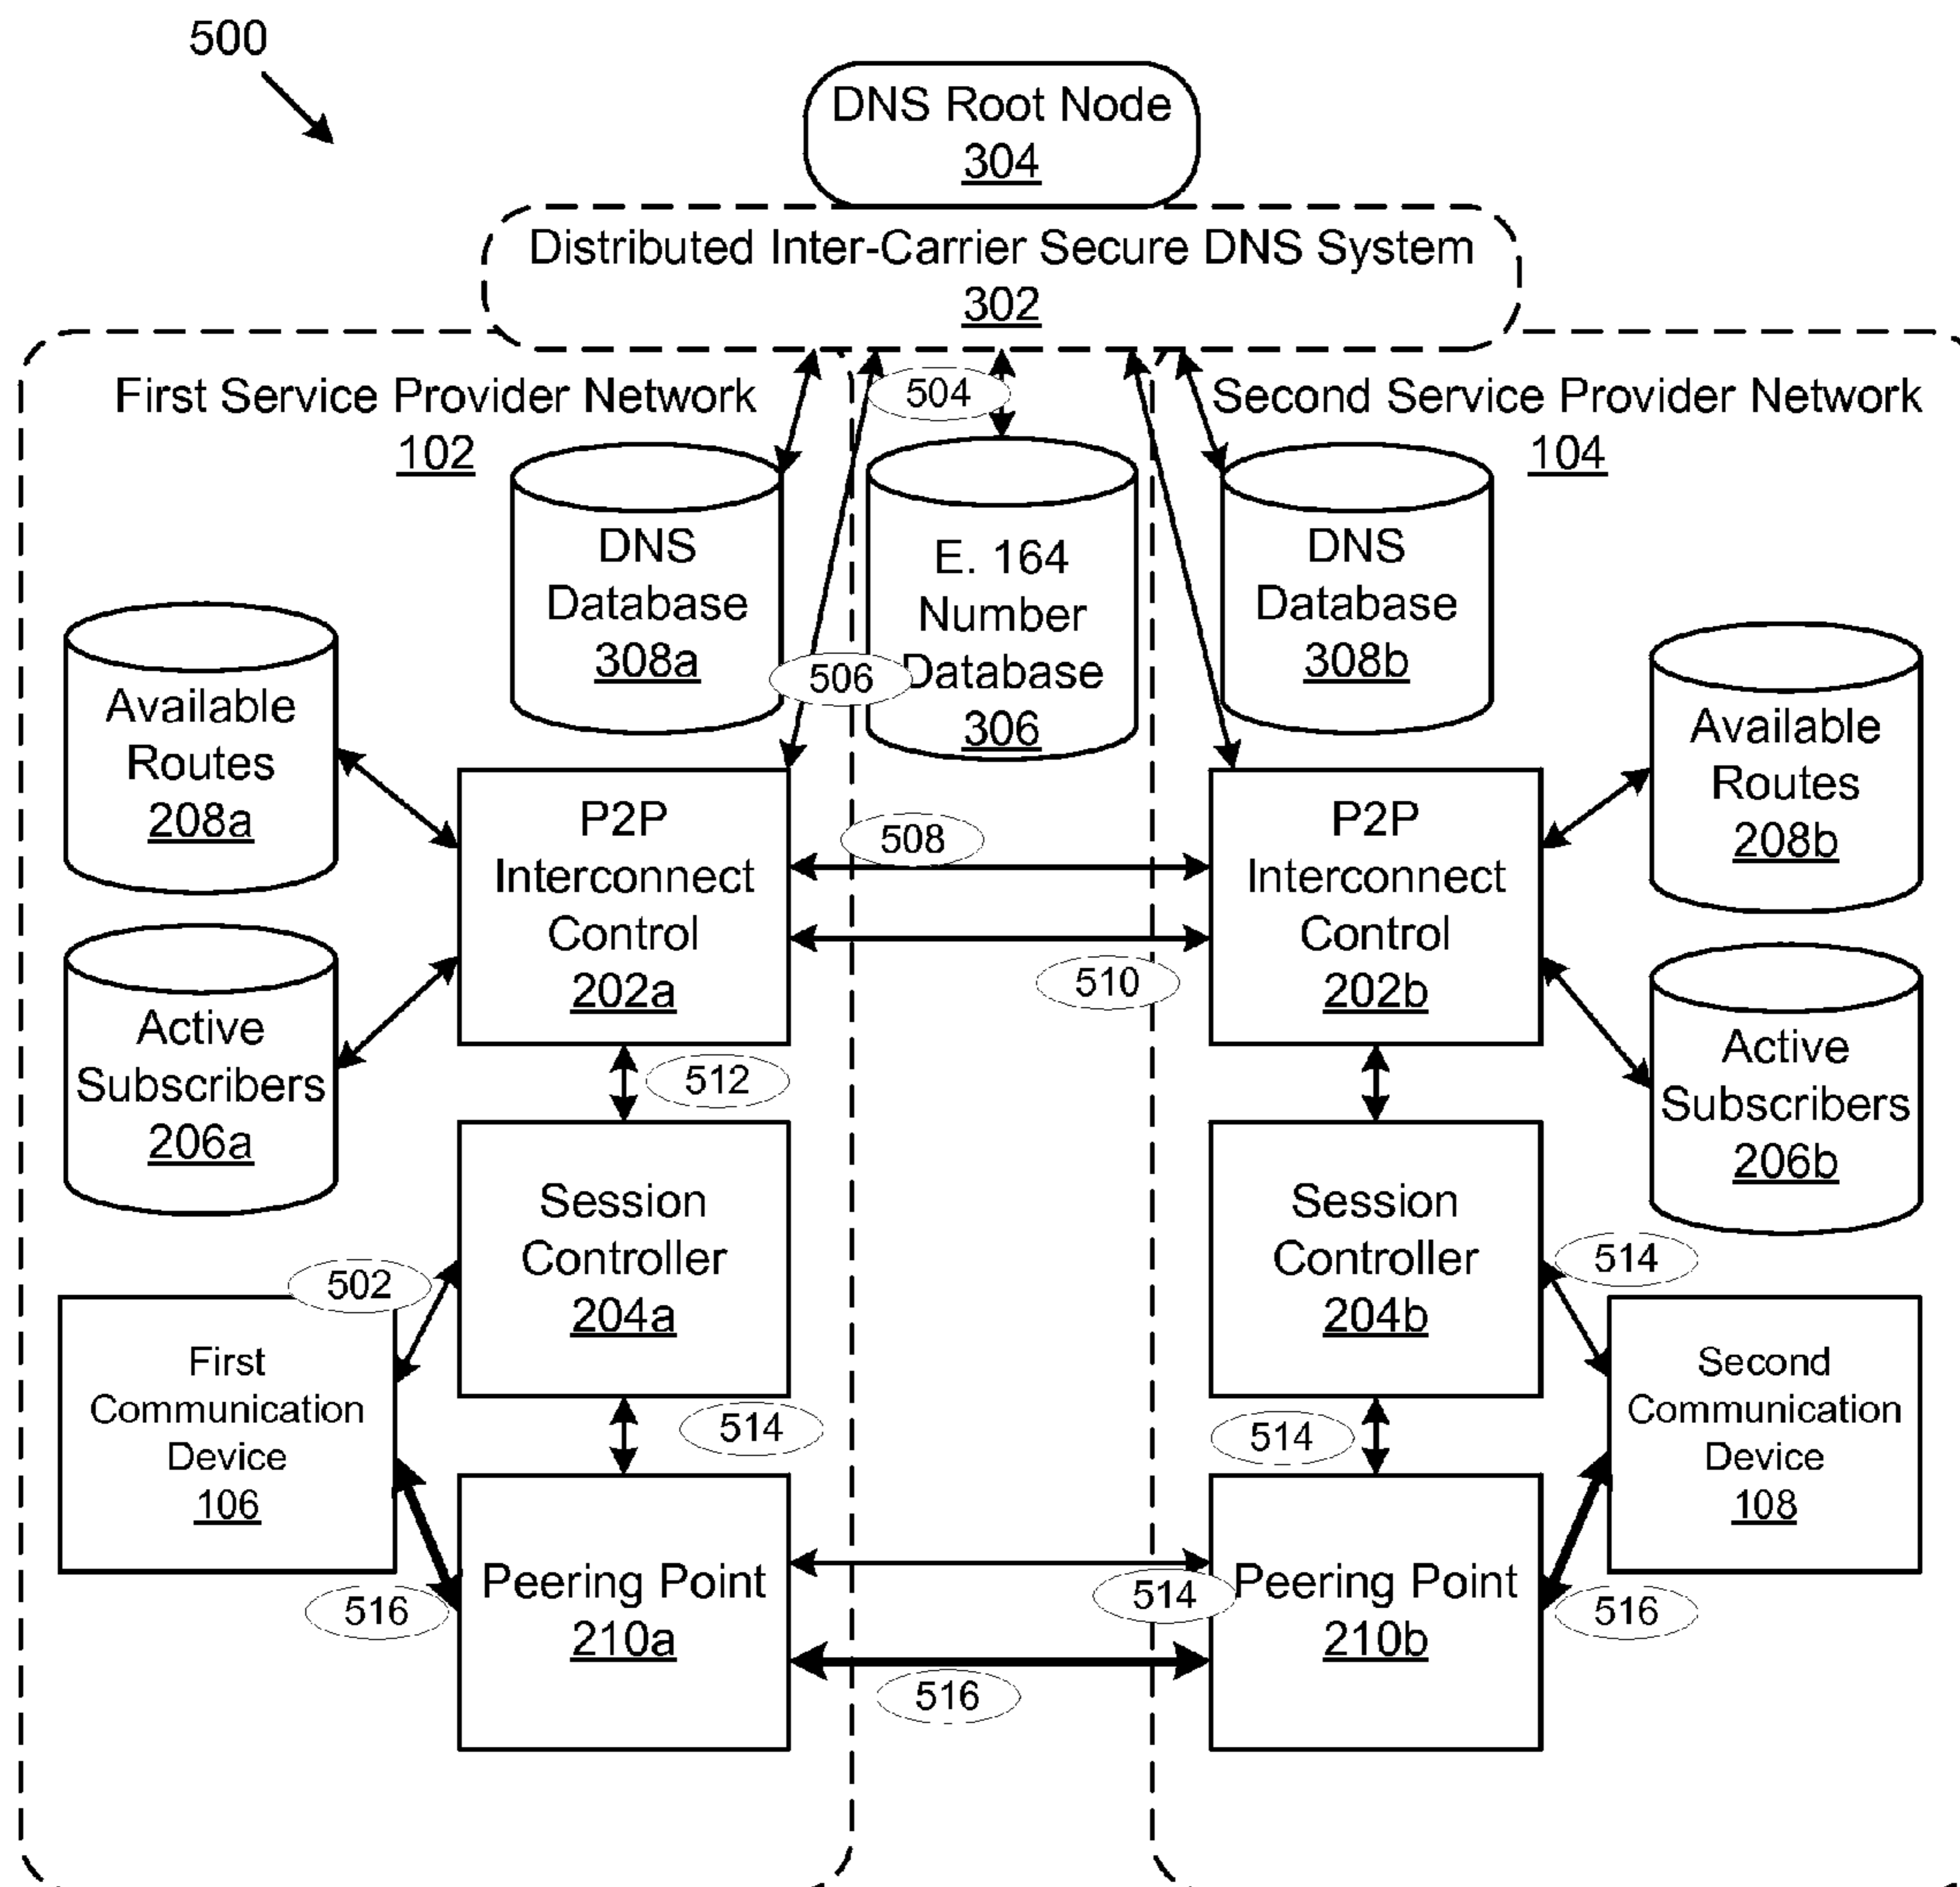 500
DNS Root Node
304
Distributed Inter-Carrier Secure DNS System
302
First Service Provider Network
102
504
Second Service Provider Network
104
DNS
Database
308a
E. 164
Number
Database
306
DNS
Database
308b
506
Available
Routes
208a
Available
Routes
208b
P2P
Interconnect
Control
202a
508
510
P2P
Interconnect
Control
202b
Active
Subscribers
206a
Active
Subscribers
206b
512
Session
Controller
204a
Session
Controller
204b
502
514
First
Communication
Device
106
Second
Communication
Device
108
514
514
Peering Point
210a
514
Peering Point
210b
516
516
516